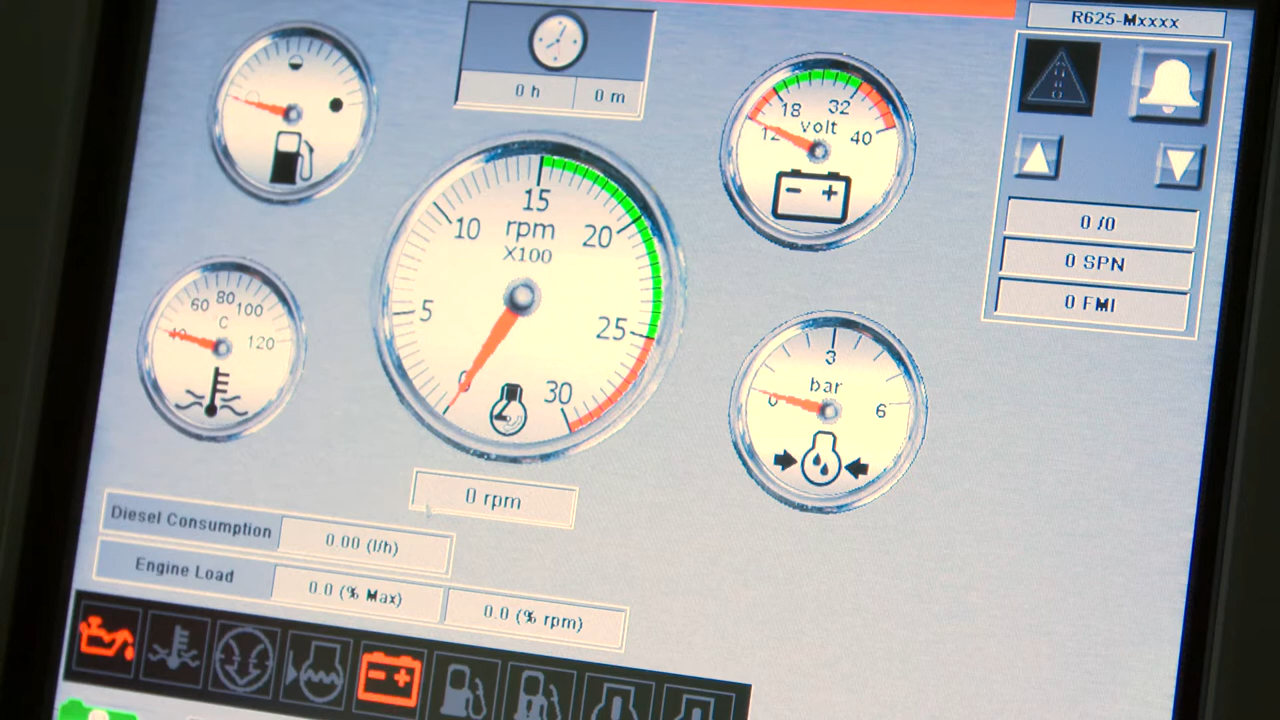 R625-Mxxxx
0 h
0 m
18
32
12
volt
40
15
10
rpm
20
X100
5
25
0
30
60
80
100
C
40
120
3
bar
0
6
0 /0
0 SPN
0 FMI
0 rpm
Diesel Consumption
0.00 (l/h)
Engine Load
0.0 (% Max)
0.0 (% rpm)